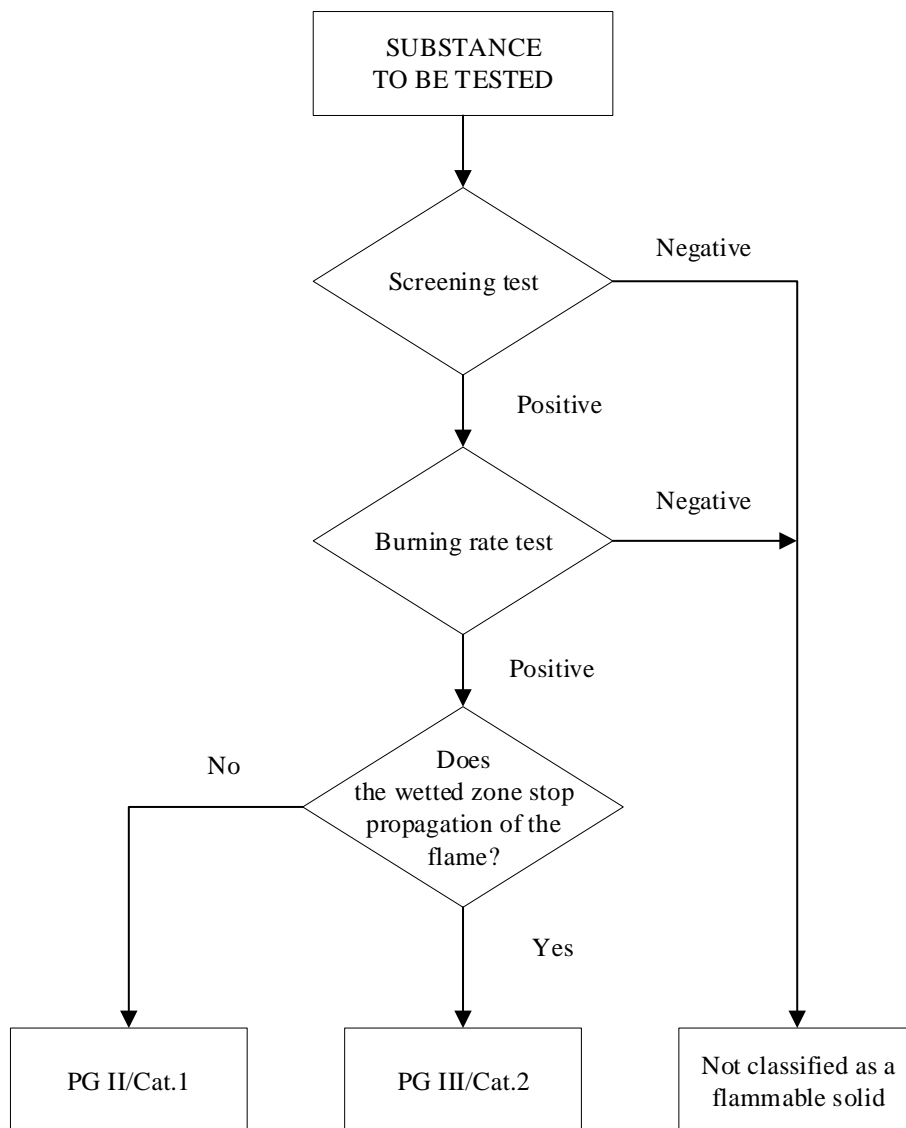 SUBSTANCE
TO BE TESTED
Negative
Screening test
Positive
Negative
Burning rate test
Positive
No
Does
the wetted zone stop
propagation of the
flame?
Yes
PG II/Cat.1
PG III/Cat.2
Not classified as a
flammable solid